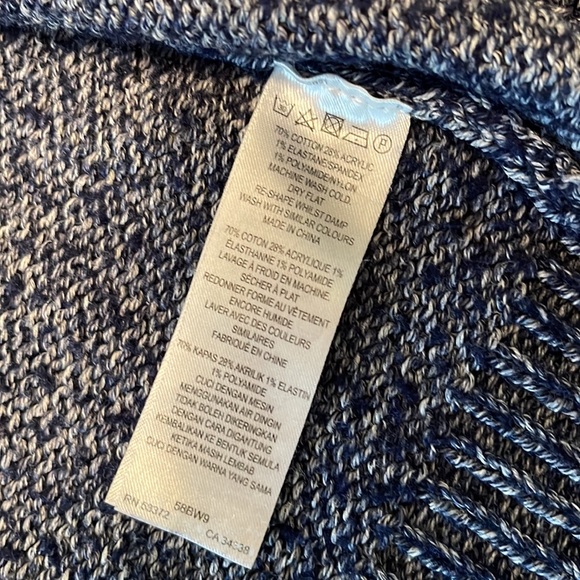 70% COTTON 28% ACRYLIC
1% ELASTANE/SPANDEX
1% POLYAMIDE/NYLON
MACHINE WASH COLD
DRY FLAT
RE-SHAPE WHILST DAMP
WASH WITH SIMILAR COLOURS
MADE IN CHINA
70% COTON 28% ACRYLIQUE 1%
ÉLASTHANNE 1% POLYAMIDE
LAVAGE À FROID EN MACHINE
SÉCHER À PLAT
REDONNER FORME AU VÊTEMENT
ENCORE HUMIDE
LAVER AVEC DES COULEURS
SIMILAIRES
FABRIQUÉ EN CHINE
70% KAPAS 28% AKRILIK 1% ELASTIN
1% POLYAMIDE
CUCI DENGAN MESIN
MENGGUNAKAN AIR DINGIN
TIDAK BOLEH DIKERINGKAN
DENGAN CARA DIGANTUNG
KEMBALIKAN KE BENTUK SEMULA
KETIKA MASIH LEMBAB
CUCI DENGAN WARNA YANG SAMA
58BW9
RN 53372 CA 34938